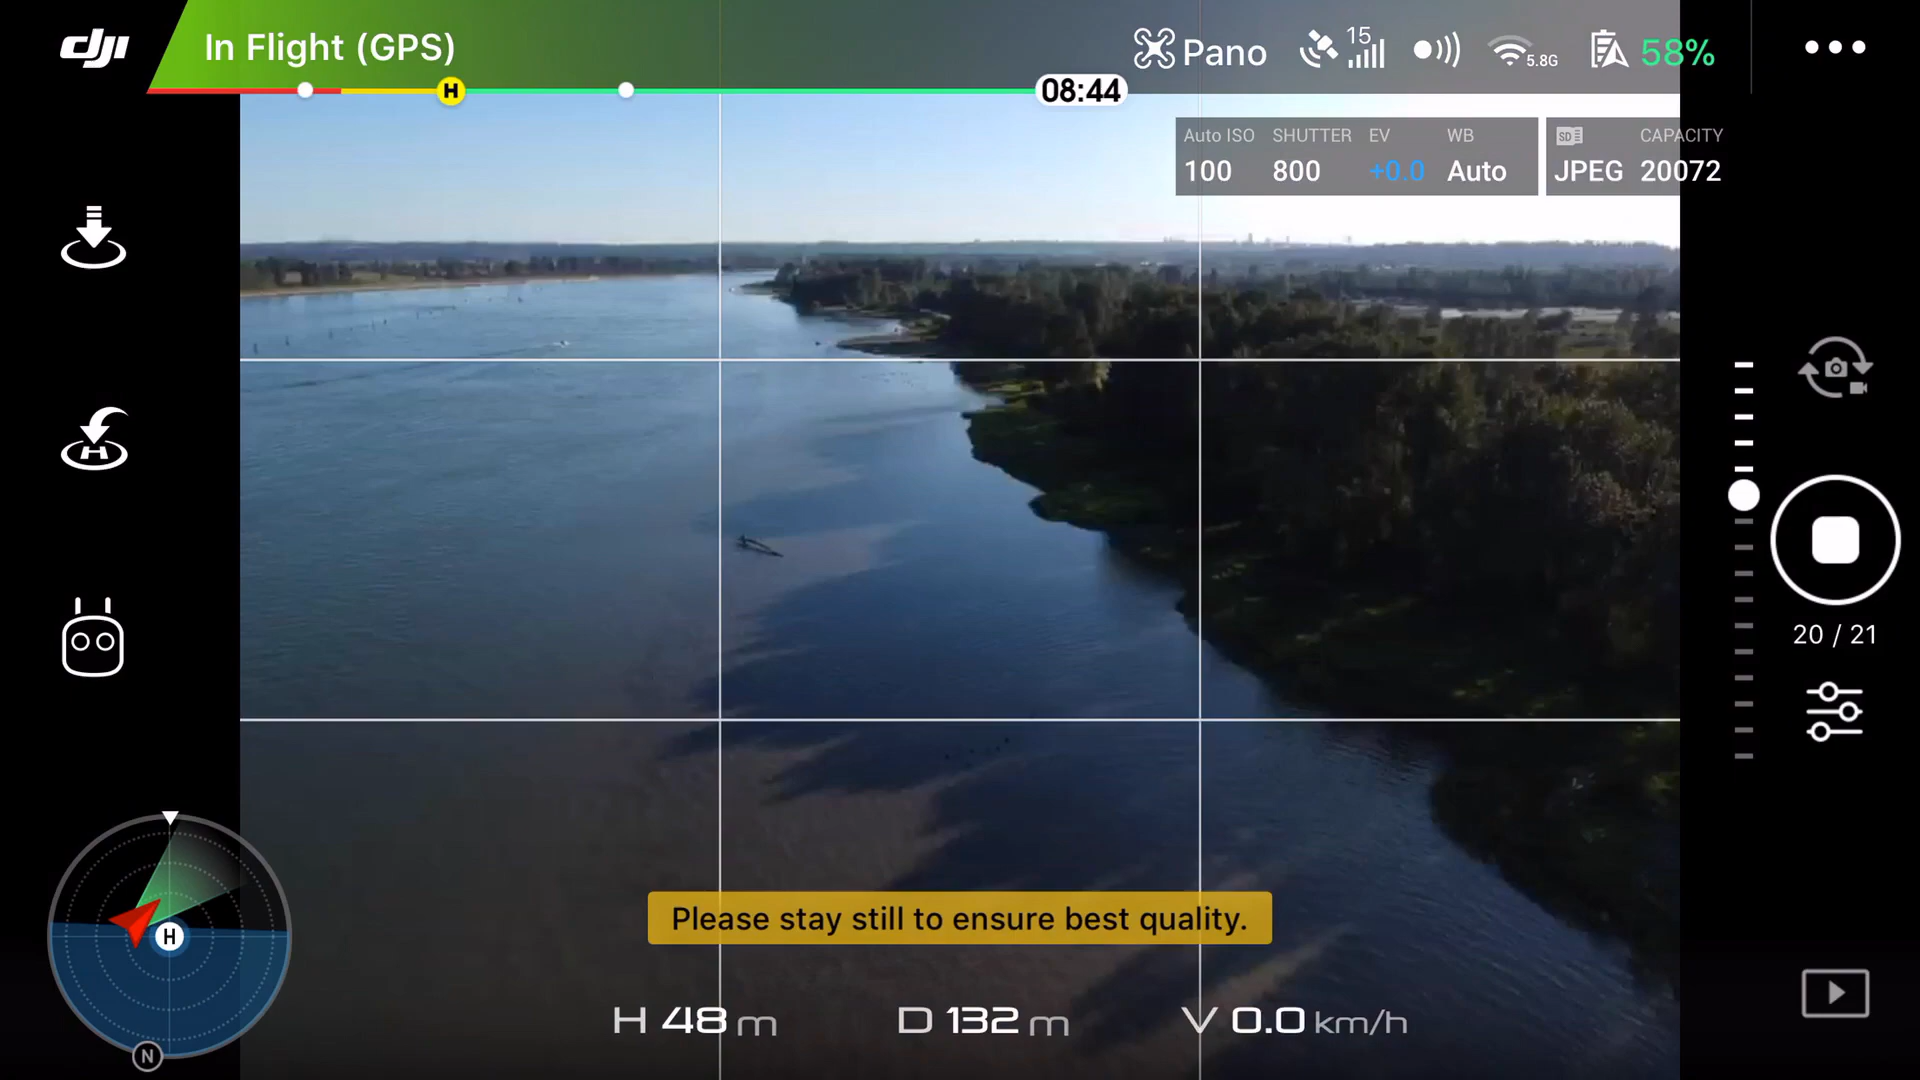 dji
In Flight (GPS)
Pano
15
5.8G
58%
H
08:44
Auto ISO SHUTTER EV WB
100 800 +0.0 Auto
SD CAPACITY
JPEG 20072
H
20 / 21
H
N
Please stay still to ensure best quality.
H 48 m D 132 m V 0.0 km/h